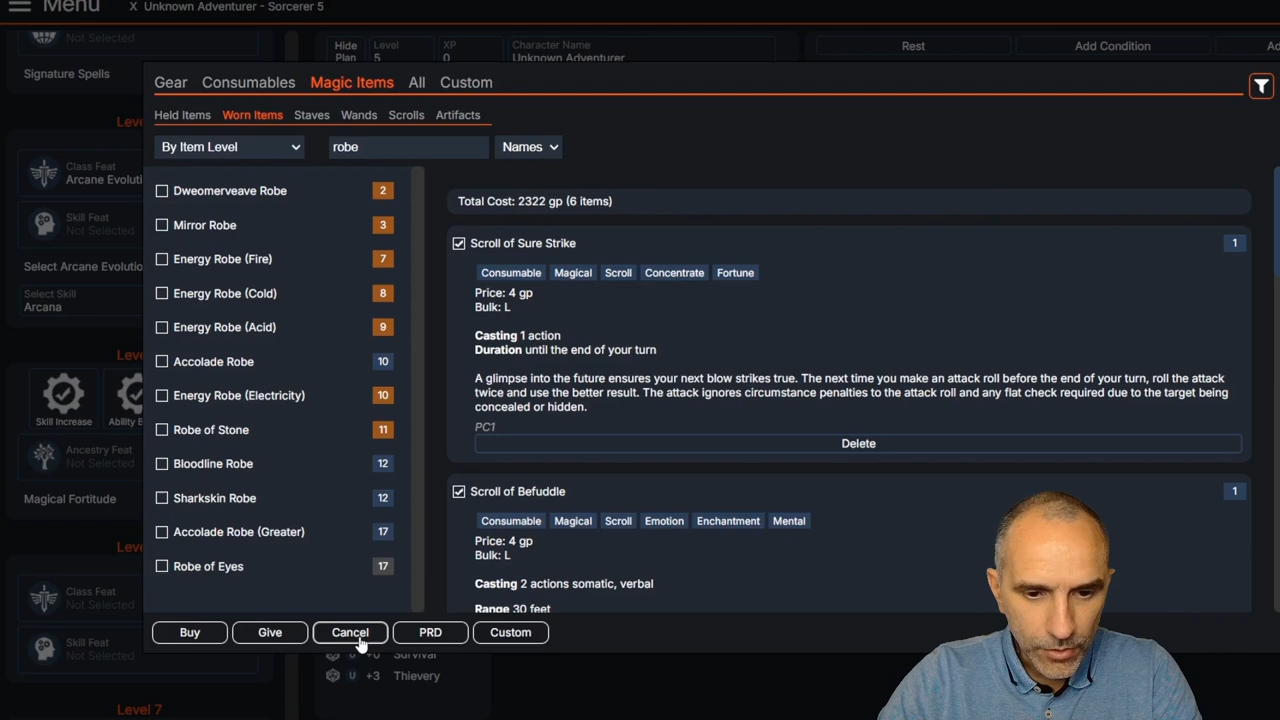 Menu
X Unknown Adventurer - Sorcerer 5
Not Selected
Signature Spells
Hide
Plan
Level
5
XP
0
Character Name
Unknown Adventurer
Rest
Add Condition
Gear Consumables Magic Items All Custom
Held Items Worn Items Staves Wands Scrolls Artifacts
By Item Level
robe
Names
Class Feat
Arcane Evoluti
Skill Feat
Not Selected
Select Arcane Evolutio
Select Skill
Arcana
Skill Increase
Ability B
Ancestry Feat
Not Selected
Magical Fortitude
Class Feat
Not Selected
Skill Feat
Not Selected
Level 7
Dweomerveave Robe 2
Mirror Robe 3
Energy Robe (Fire) 7
Energy Robe (Cold) 8
Energy Robe (Acid) 9
Accolade Robe 10
Energy Robe (Electricity) 10
Robe of Stone 11
Bloodline Robe 12
Sharkskin Robe 12
Accolade Robe (Greater) 17
Robe of Eyes 17
Total Cost: 2322 gp (6 items)
Scroll of Sure Strike 1
Consumable Magical Scroll Concentrate Fortune
Price: 4 gp
Bulk: L
Casting 1 action
Duration until the end of your turn
A glimpse into the future ensures your next blow strikes true. The next time you make an attack roll before the end of your turn, roll the attack
twice and use the better result. The attack ignores circumstance penalties to the attack roll and any flat check required due to the target being
concealed or hidden.
PC1
Delete
Scroll of Befuddle 1
Consumable Magical Scroll Emotion Enchantment Mental
Price: 4 gp
Bulk: L
Casting 2 actions somatic, verbal
Range 30 feet
Buy Give Cancel PRD Custom
U +0 Survival
U +3 Thievery